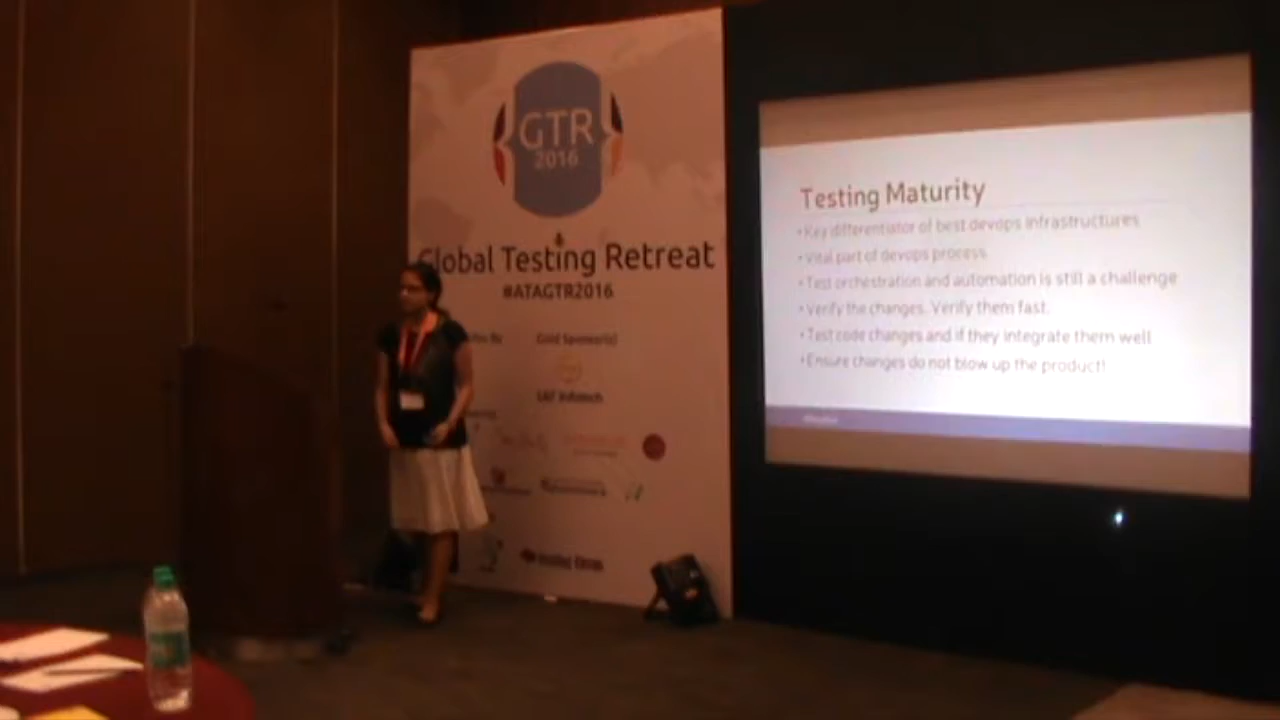 GTR
2016
Global Testing Retreat
#ATAGTR2016
Gold Sponsor(s)
L&T Infotech
Testing Maturity
• Key differentiator of best devops infrastructures
• Vital part of devops process
• Test orchestration and automation is still a challenge
• Verify the changes. Verify them fast.
• Test code changes and if they integrate them well
• Ensure changes do not blow up the product!